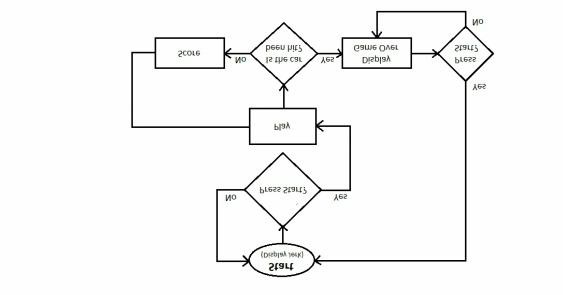 Start
(Display Jerk)
No
Press Start?
Yes
Play
Score
No
Is the car
been hit?
Yes
Display
Game Over
Yes
Press
Start?
No